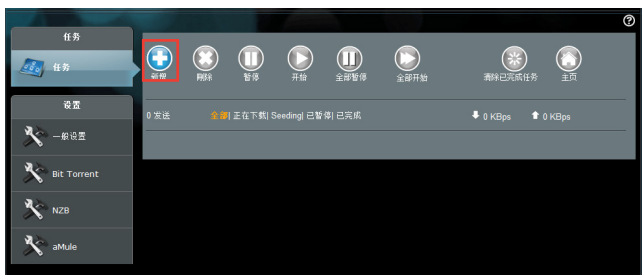 任务
任务
设置
一般设置
Bit Torrent
NZB
aMule
新增 删除 暂停 开始 全部暂停 全部开始 清除已完成任务 主页
0 发送 全部| 正在下载| Seeding| 已暂停| 已完成 0 KBps 0 KBps